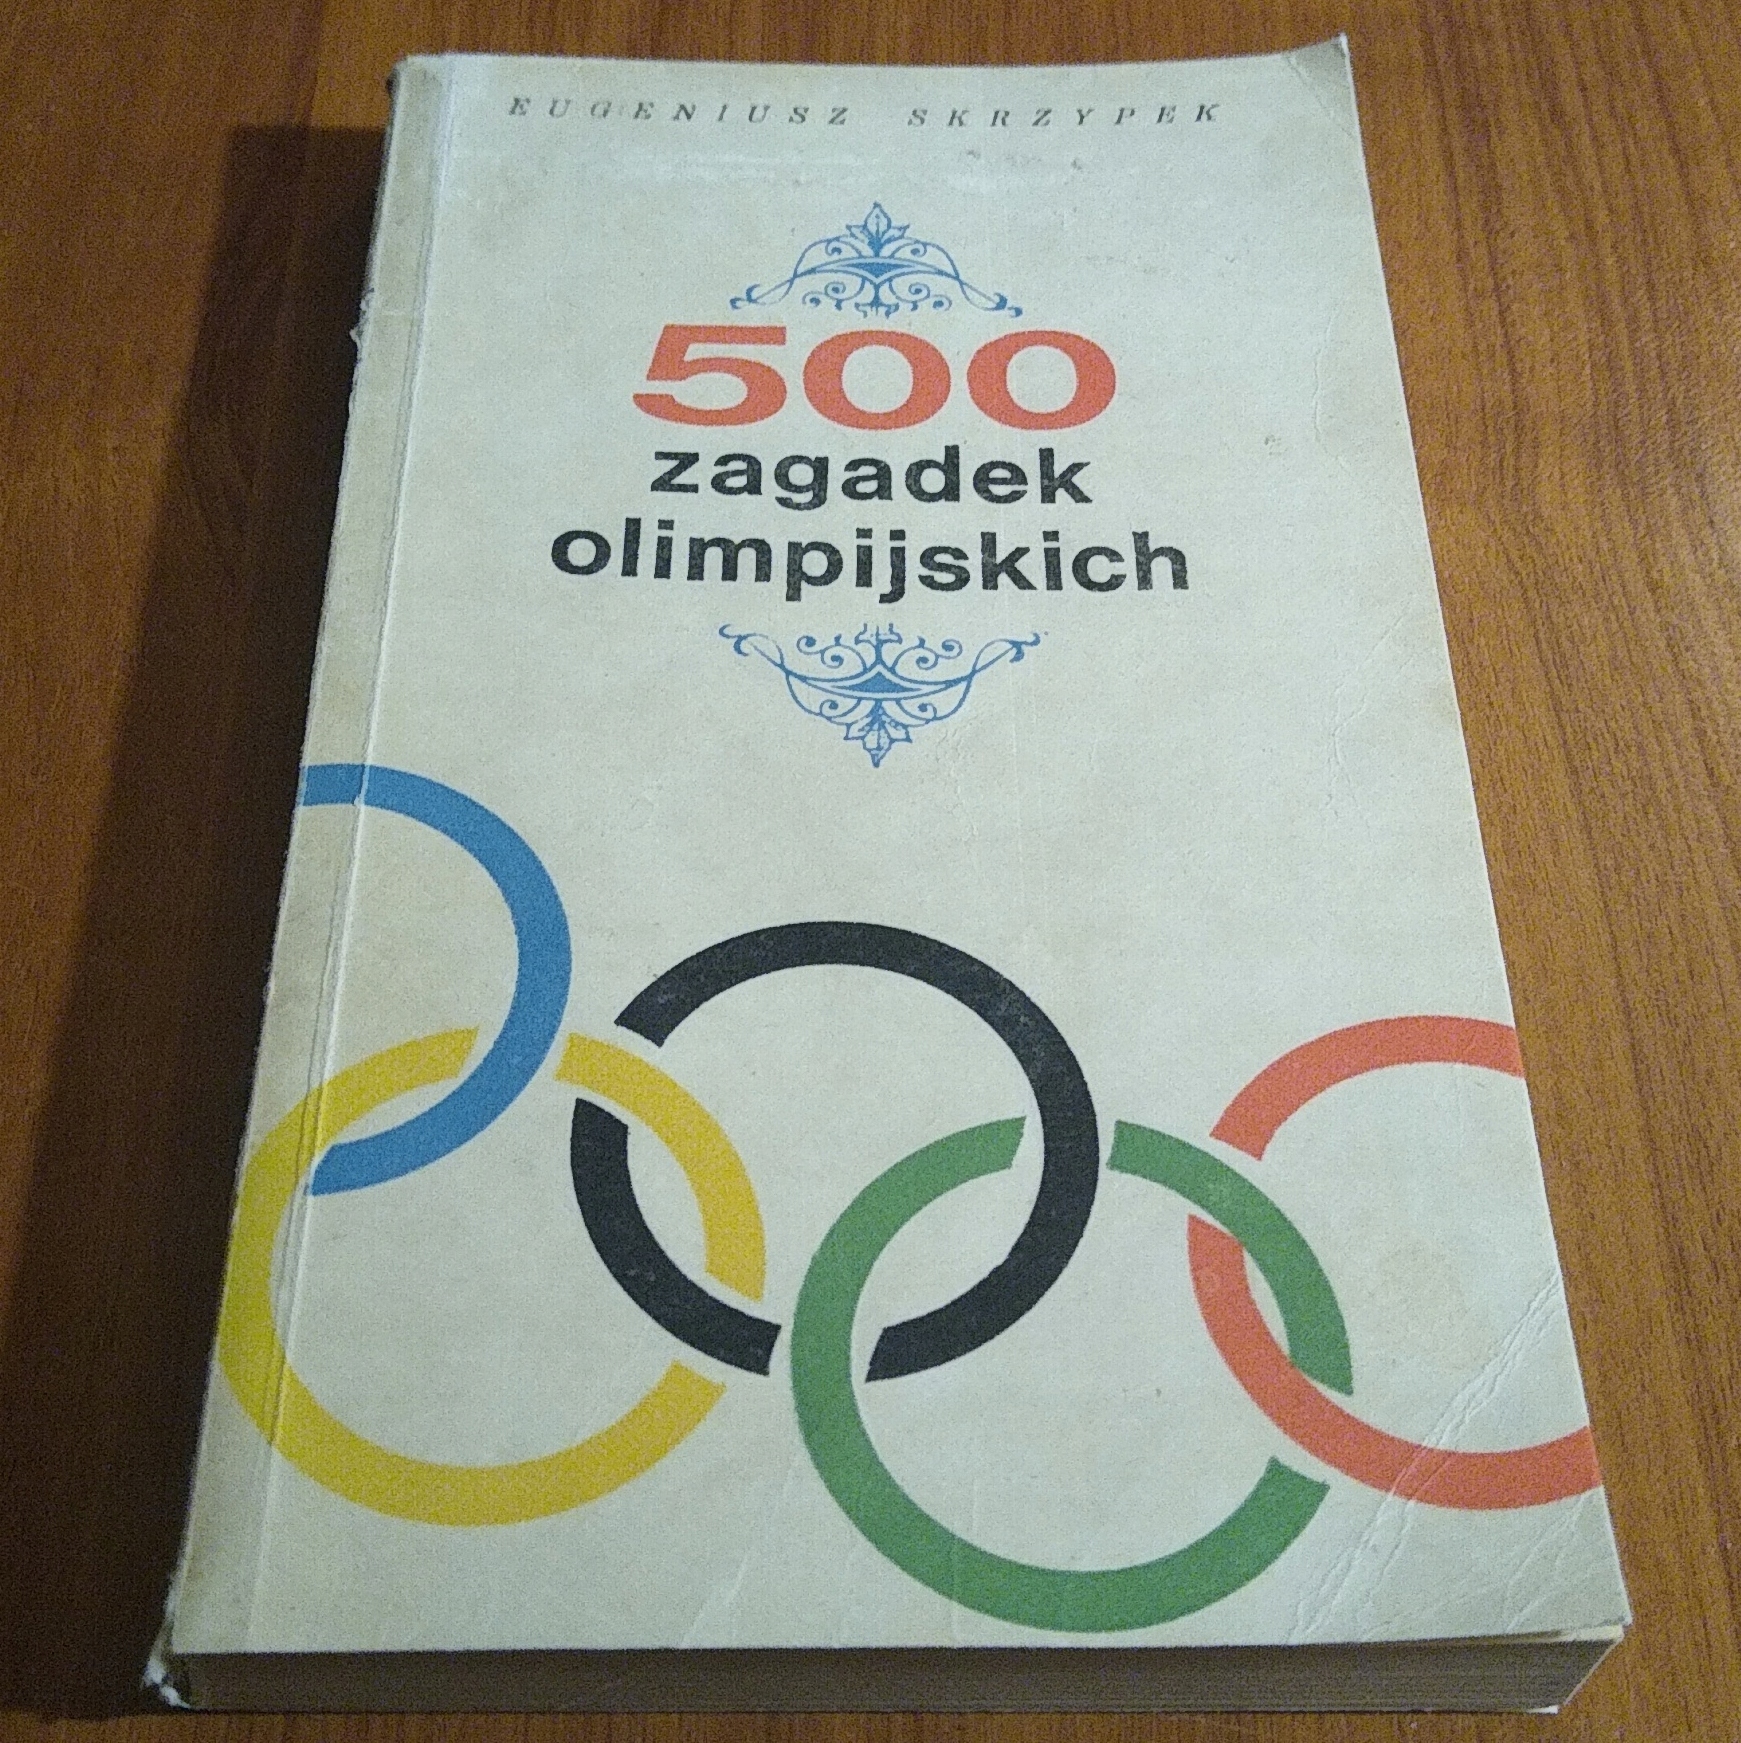 EUGENIUSZ SKRZYPEK
500
zagadek
olimpijskich